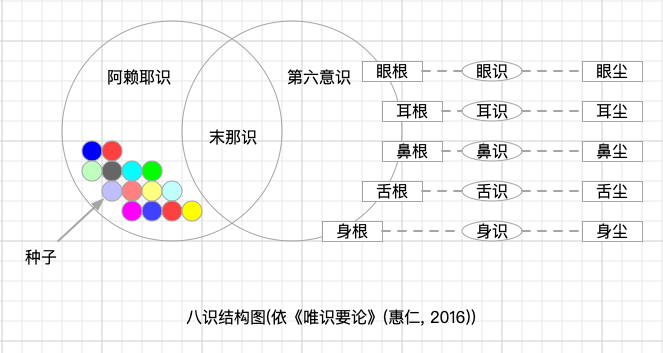 阿赖耶识
第六意识
末那识
种子
眼根 眼识 眼尘
耳根 耳识 耳尘
鼻根 鼻识 鼻尘
舌根 舌识 舌尘
身根 身识 身尘
八识结构图(依《唯识要论》(惠仁, 2016))